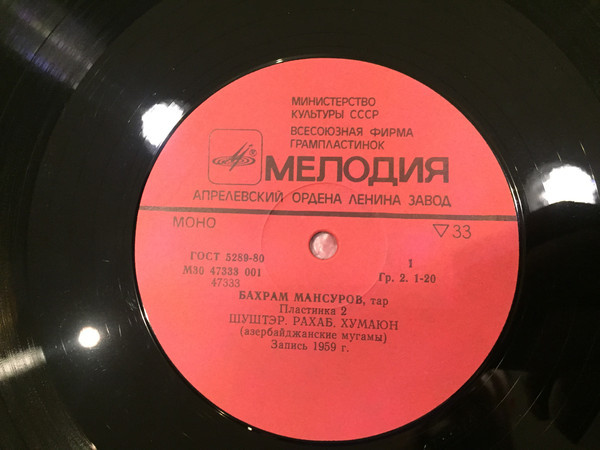 МИНИСТЕРСТВО
КУЛЬТУРЫ СССР
ВСЕСОЮЗНАЯ ФИРМА
ГРАМПЛАСТИНОК
МЕЛОДИЯ
АПРЕЛЕВСКИЙ ОРДЕНА ЛЕНИНА ЗАВОД
МОНО ▽33
ГОСТ 5289-80 1
М30 47333 001 Гр. 2. 1-20
47333
БАХРАМ МАНСУРОВ, тар
Пластинка 2
ШУШТЭР. РАХАБ. ХУМАЮН
(азербайджанские мугамы)
Запись 1959 г.